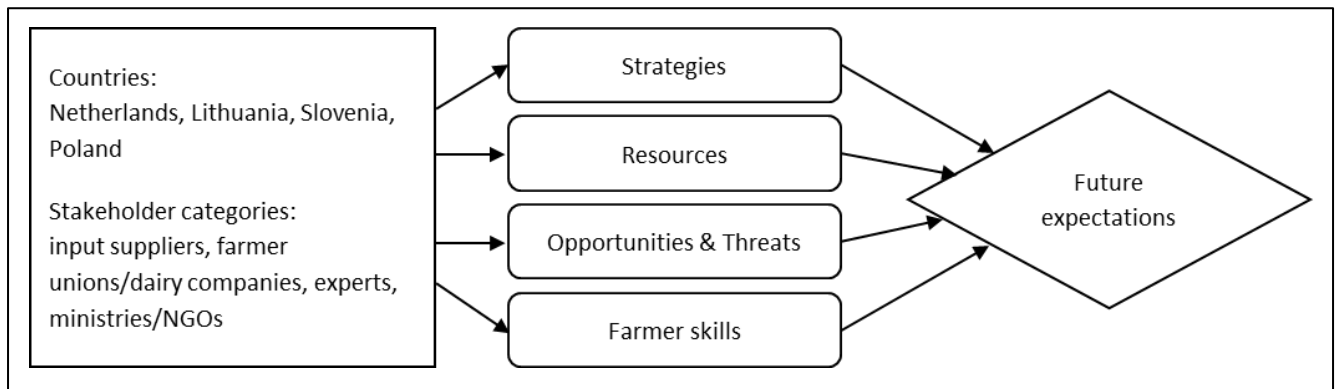 Countries:
Netherlands, Lithuania, Slovenia,
Poland
Stakeholder categories:
input suppliers, farmer
unions/dairy companies, experts,
ministries/NGOs
Strategies
Resources
Opportunities & Threats
Farmer skills
Future
expectations